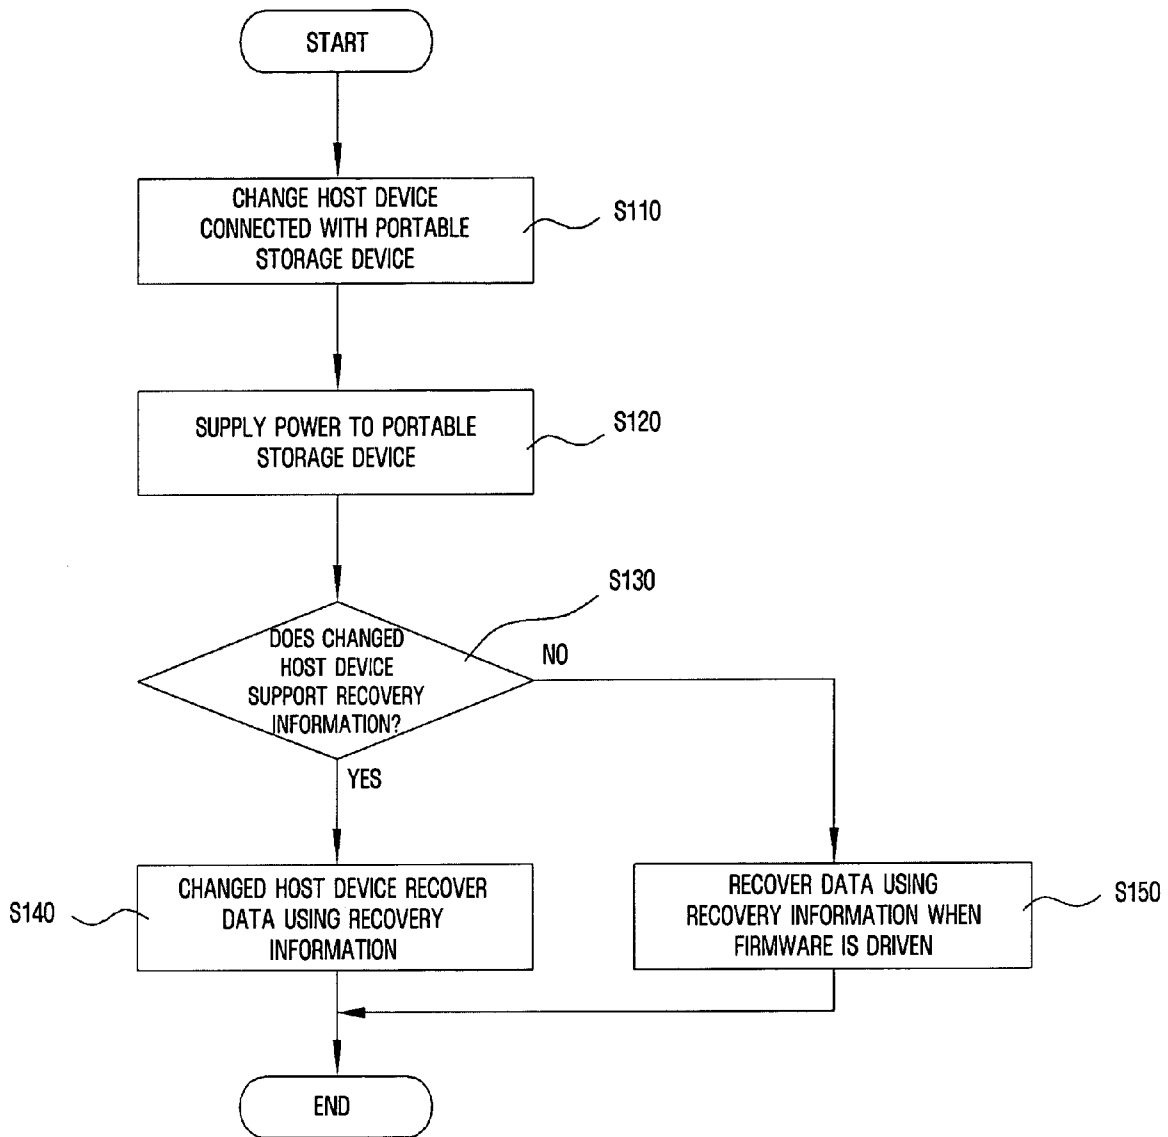 START
CHANGE HOST DEVICE
CONNECTED WITH PORTABLE
STORAGE DEVICE
S110
SUPPLY POWER TO PORTABLE
STORAGE DEVICE
S120
S130
DOES CHANGED
HOST DEVICE
SUPPORT RECOVERY
INFORMATION?
NO
YES
S140
CHANGED HOST DEVICE RECOVER
DATA USING RECOVERY
INFORMATION
RECOVER DATA USING
RECOVERY INFORMATION WHEN
FIRMWARE IS DRIVEN
S150
END